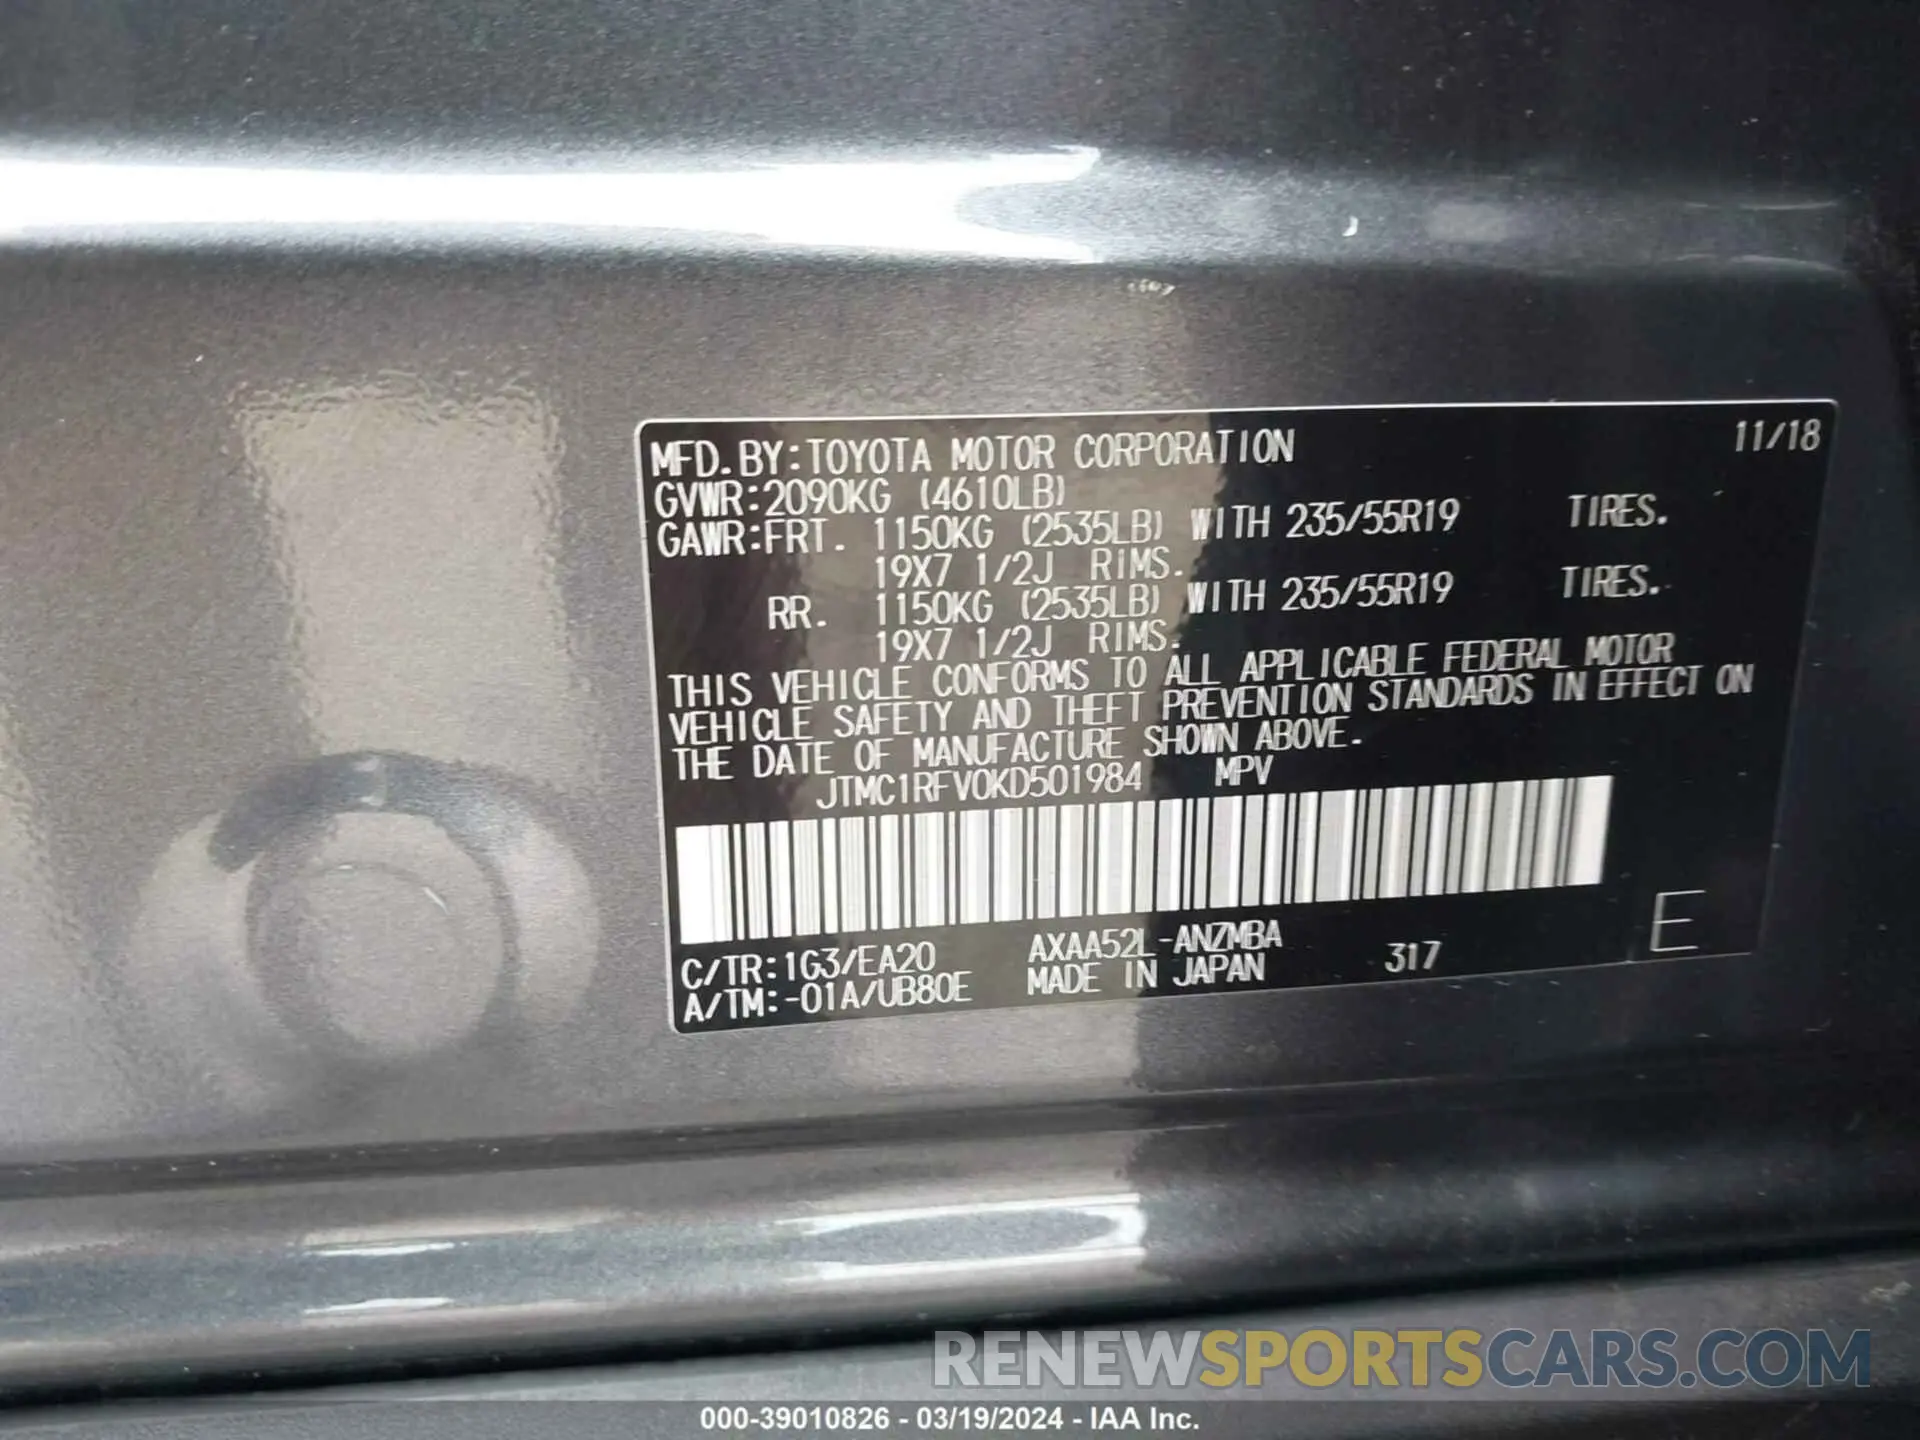 MFD. BY: TOYOTA MOTOR CORPORATION 11/18
GVWR: 2090KG (4610LB)
GAWR: FRT. 1150KG (2535LB) WITH 235/55R19 TIRES.
19X7 1/2J RIMS.
RR. 1150KG (2535LB) WITH 235/55R19 TIRES.
19X7 1/2J RIMS.
THIS VEHICLE CONFORMS TO ALL APPLICABLE FEDERAL MOTOR
VEHICLE SAFETY AND THEFT PREVENTION STANDARDS IN EFFECT ON
THE DATE OF MANUFACTURE SHOWN ABOVE.
JTMC1RFV0KD501984 MPV
C/TR: 1G3/EA20 AXAA52L-ANZMBA
A/TM: -01A/UB80E MADE IN JAPAN 317 E
RENEWSPORTSCARS.COM
000-39010826 - 03/19/2024 - IAA Inc.